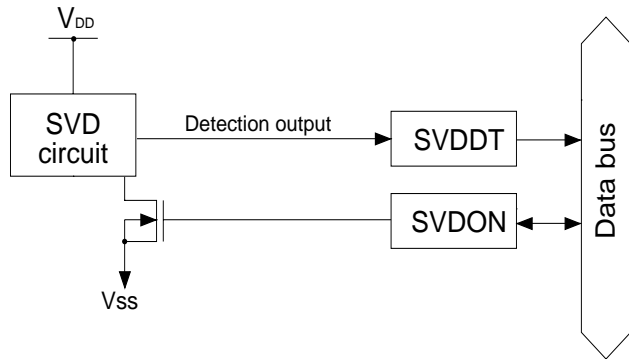 VDD
SVD
circuit
Detection output
SVDDT
SVDON
Vss
Data bus